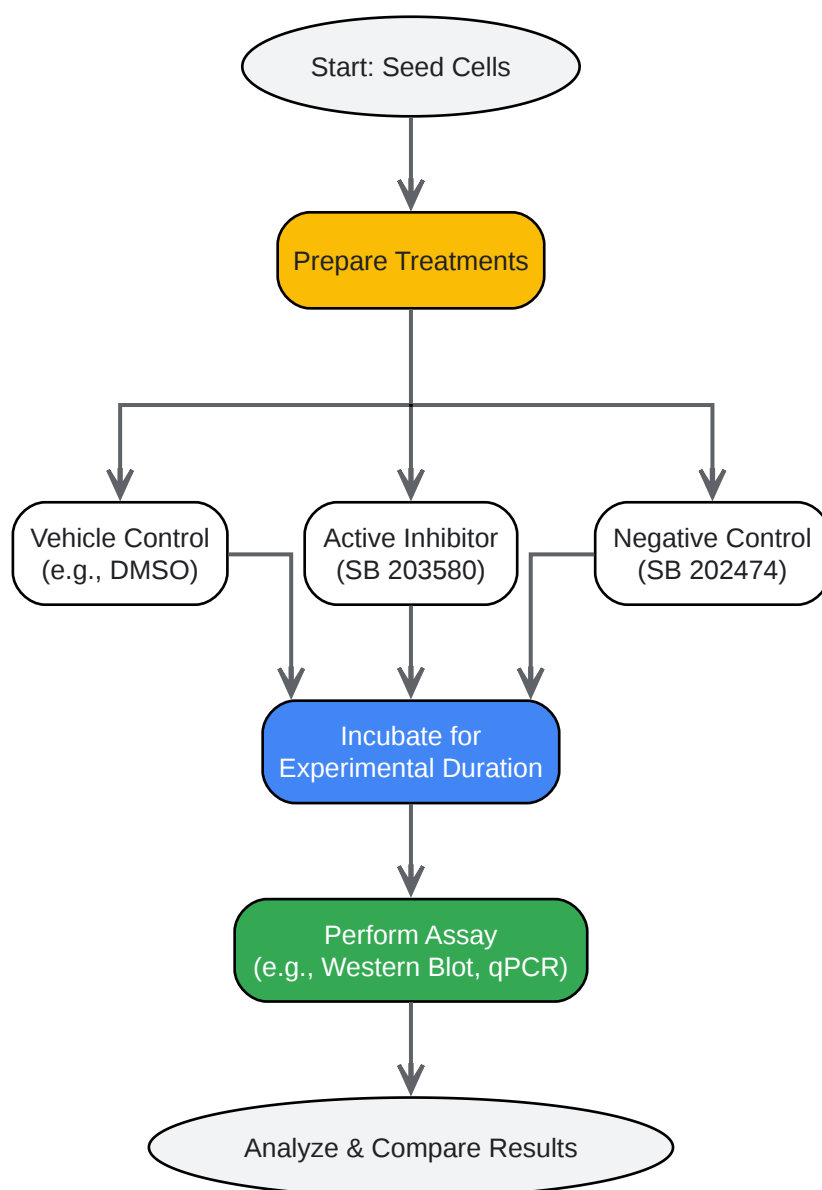 Start: Seed Cells
Prepare Treatments
Vehicle Control
(e.g., DMSO)
Active Inhibitor
(SB 203580)
Negative Control
(SB 202474)
Incubate for
Experimental Duration
Perform Assay
(e.g., Western Blot, qPCR)
Analyze & Compare Results